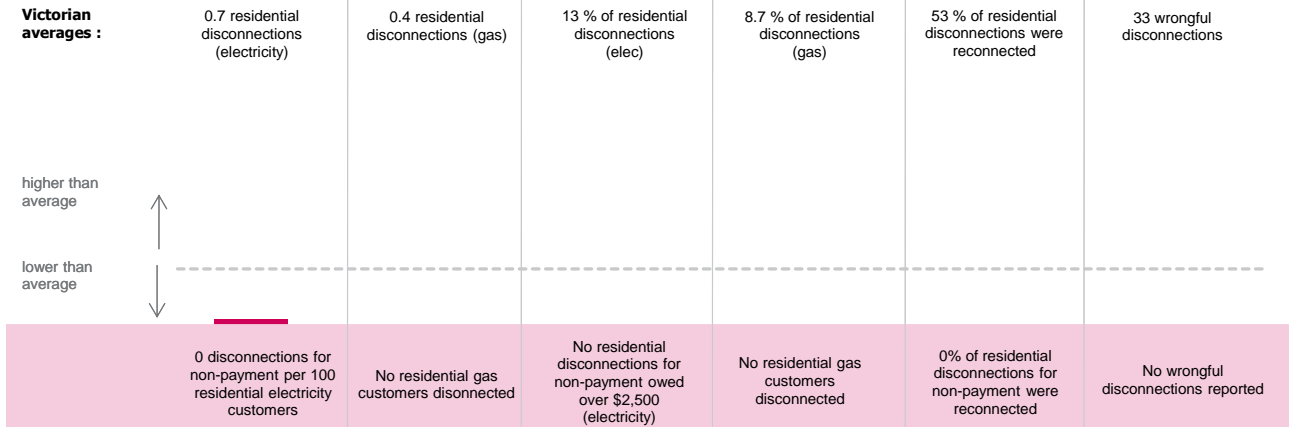 Victorian
averages :
0.7 residential
disconnections
(electricity)
0.4 residential
disconnections (gas)
13 % of residential
disconnections
(elec)
8.7 % of residential
disconnections
(gas)
53 % of residential
disconnections were
reconnected
33 wrongful
disconnections
higher than
average
lower than
average
0 disconnections for
non-payment per 100
residential electricity
customers
No residential gas
customers disonnected
No residential
disconnections for
non-payment owed
over $2,500
(electricity)
No residential gas
customers
disconnected
0% of residential
disconnections for
non-payment were
reconnected
No wrongful
disconnections reported